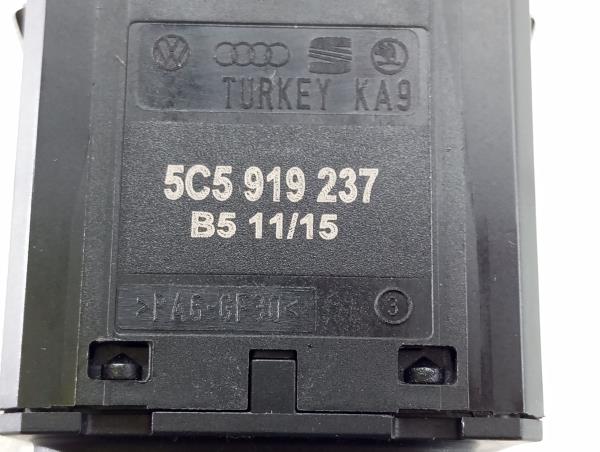 TURKEY KA9
5C5 919 237
B5 11/15
>PA6-GF30<
3